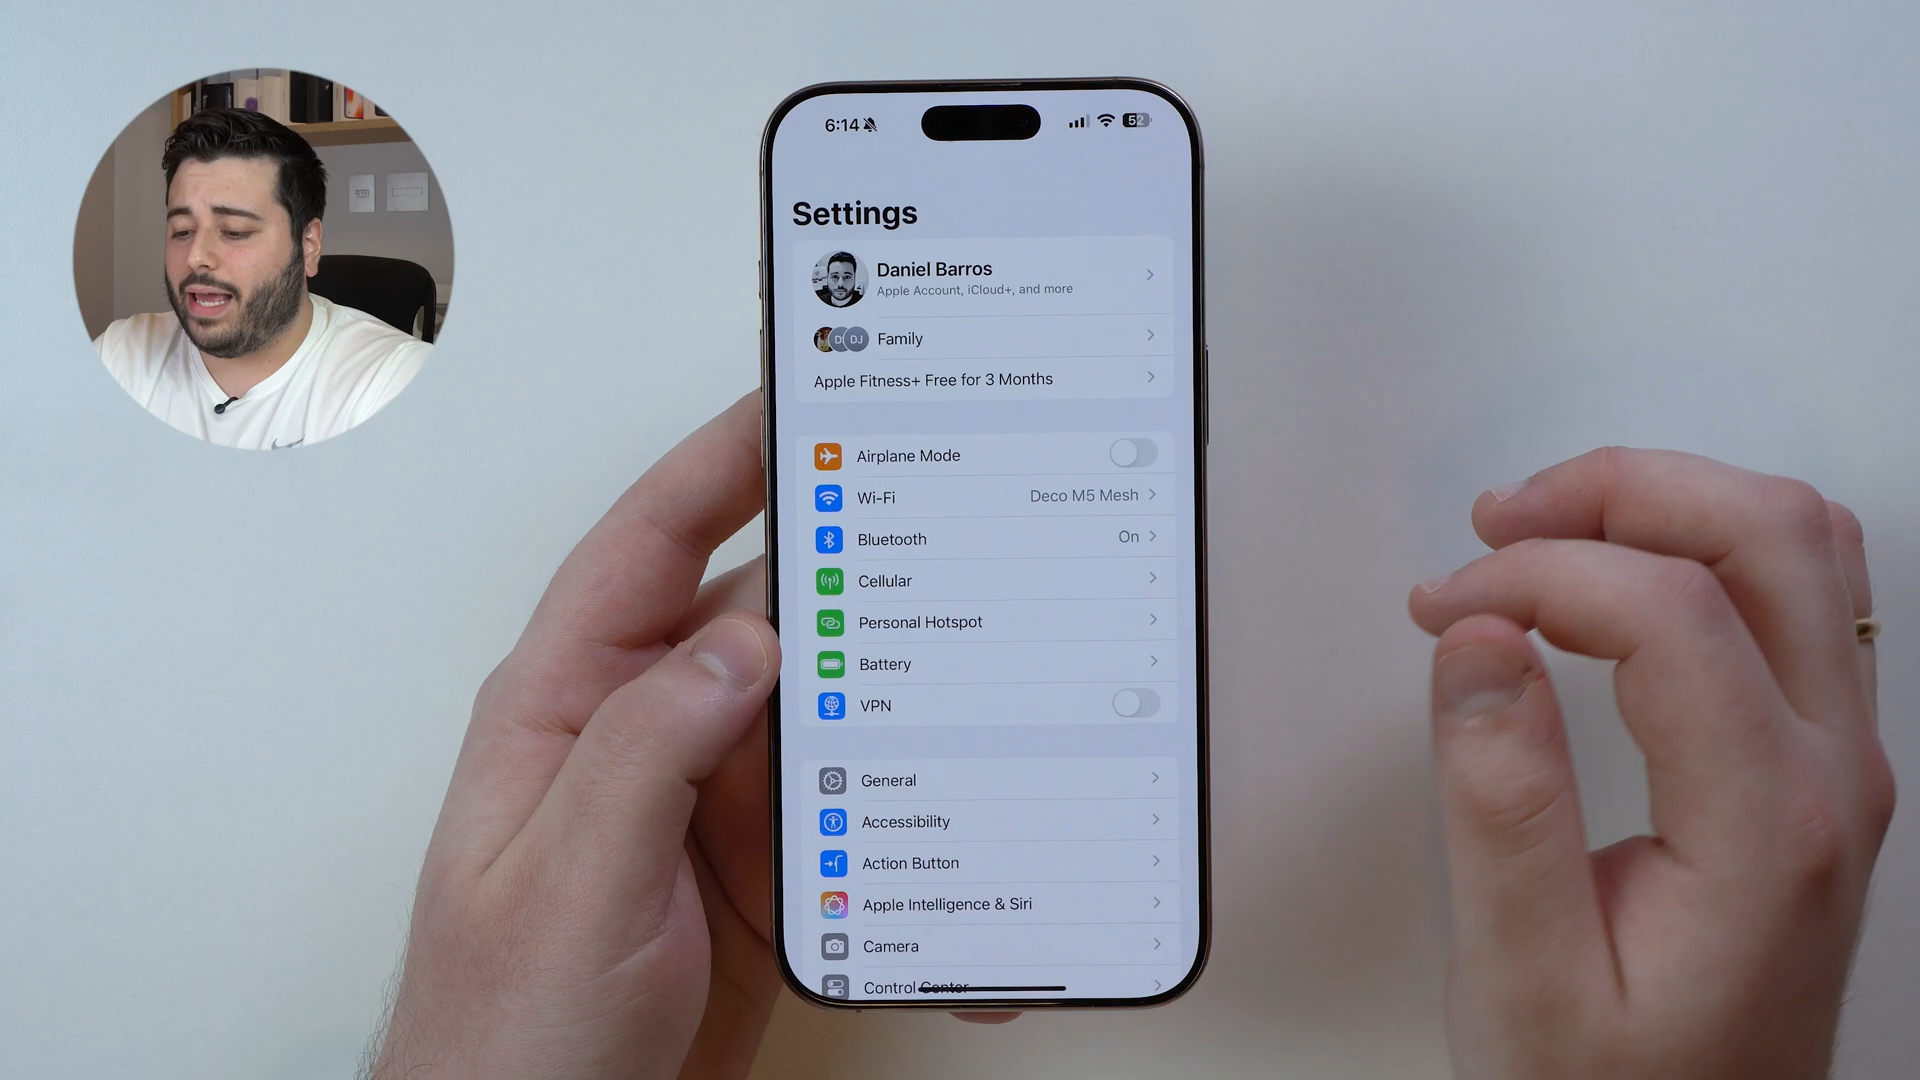 6:14
52
Settings
Daniel Barros
Apple Account, iCloud+, and more
D DJ Family
Apple Fitness+ Free for 3 Months
Airplane Mode
Wi-Fi Deco M5 Mesh
Bluetooth On
Cellular
Personal Hotspot
Battery
VPN
General
Accessibility
Action Button
Apple Intelligence & Siri
Camera
Control Center